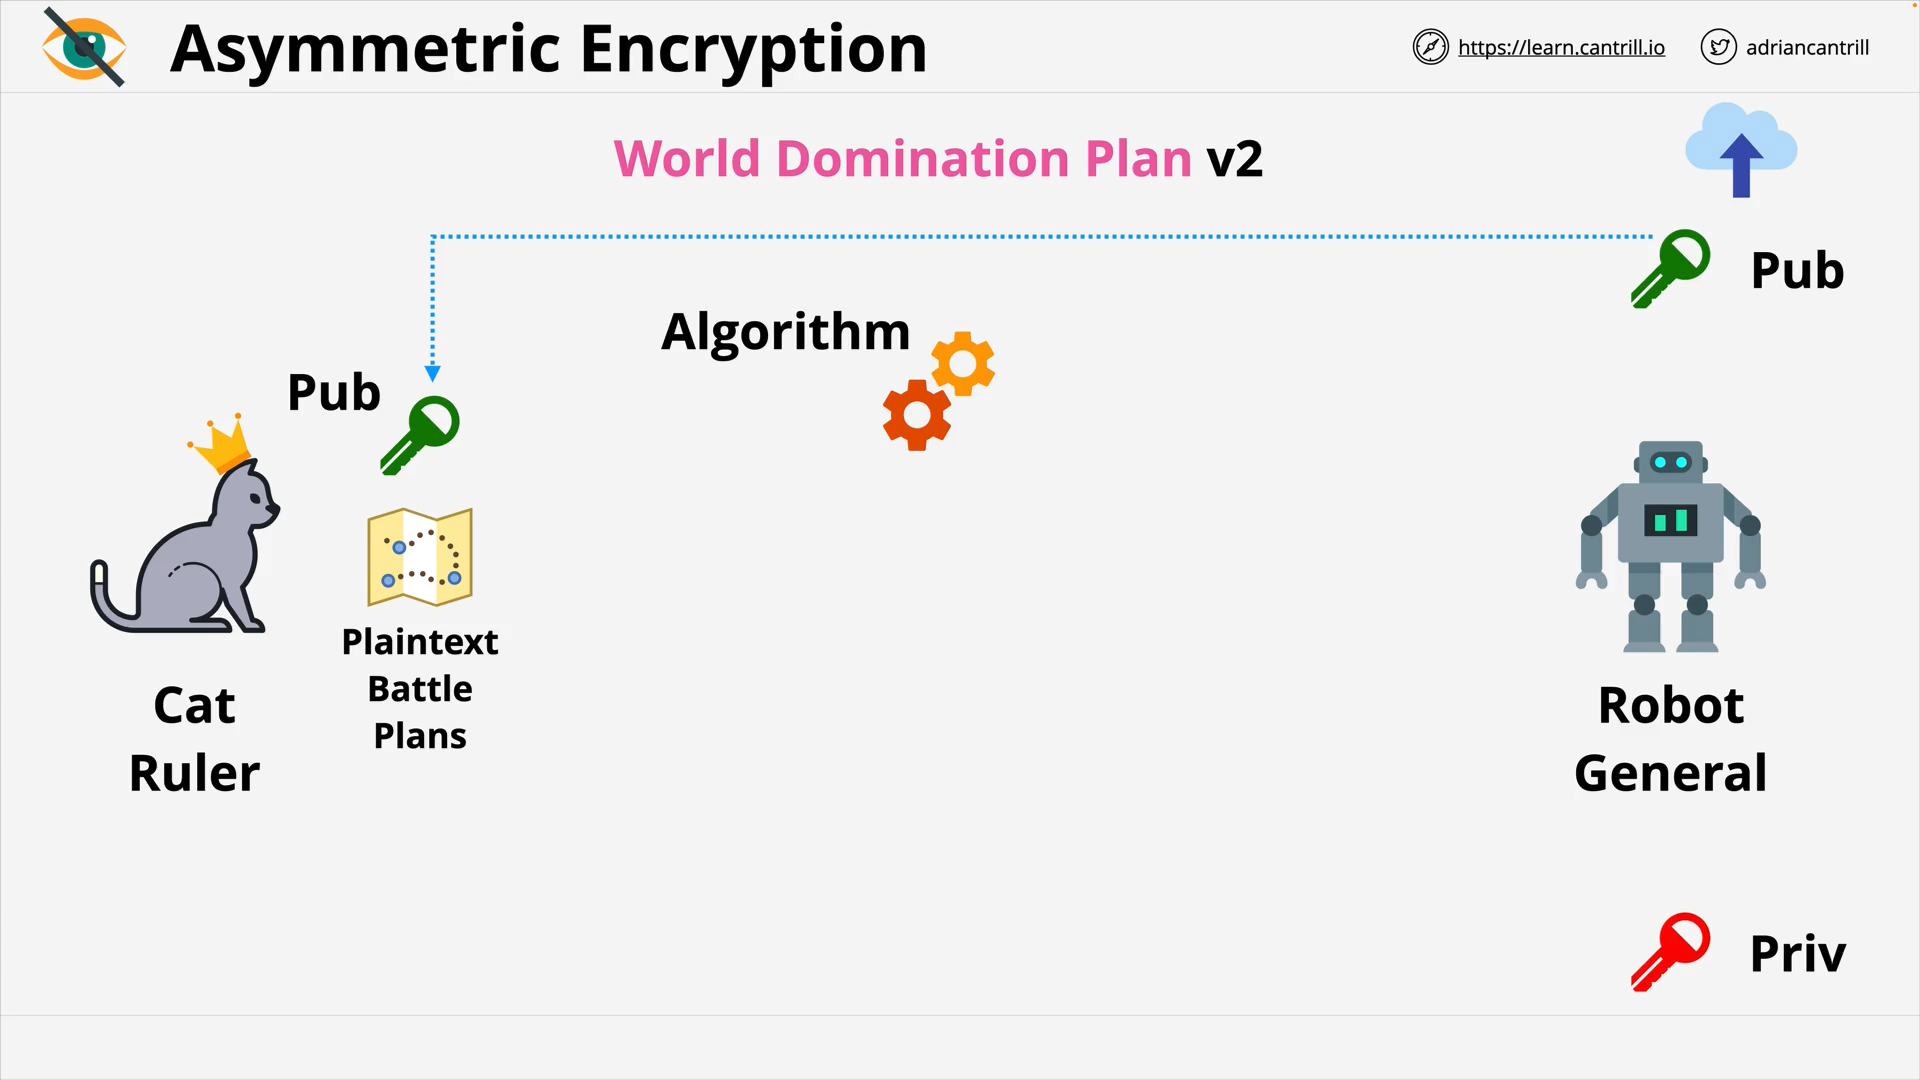 Asymmetric Encryption
https://learn.cantrill.io
adriancantrill
World Domination Plan v2
Pub
Algorithm
Pub
Plaintext
Battle
Plans
Cat
Ruler
Robot
General
Priv